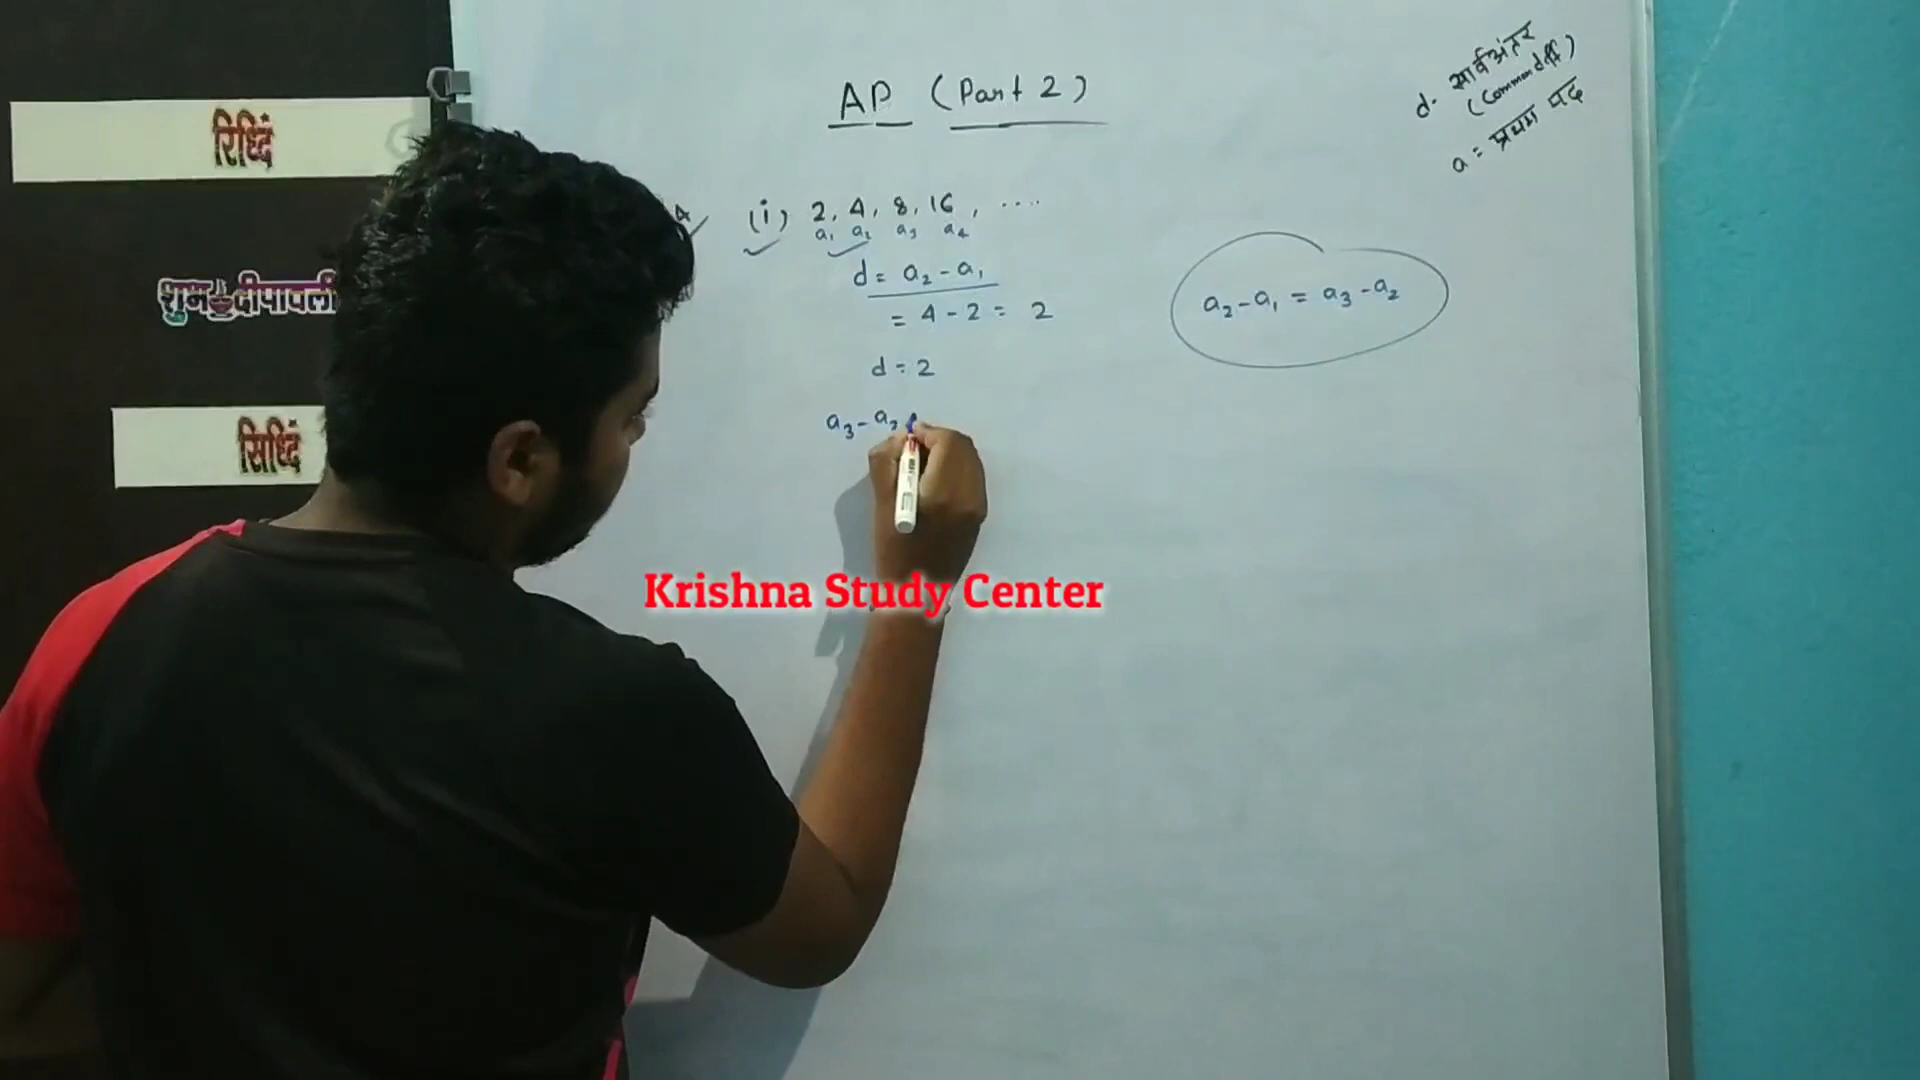 रिध्दिं
शुभ दीपावली
सिध्दिं
AP (Part 2)
d. सार्वअंतर
(Common diff)
a = प्रथम पद
(i) 2, 4, 8, 16, ....
a₁ a₂ a₃ a₄
d = a₂ - a₁
= 4 - 2 = 2
d = 2
a₃ - a₂
a₂ - a₁ = a₃ - a₂
Krishna Study Center